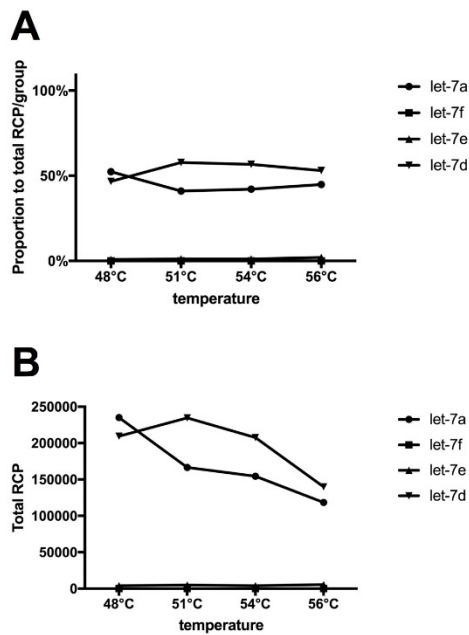 A
Proportion to total RCP/group
100%
50%
0%
48°C 51°C 54°C 56°C
temperature
let-7a
let-7f
let-7e
let-7d
B
Total RCP
250000
200000
150000
100000
50000
0
48°C 51°C 54°C 56°C
temperature
let-7a
let-7f
let-7e
let-7d